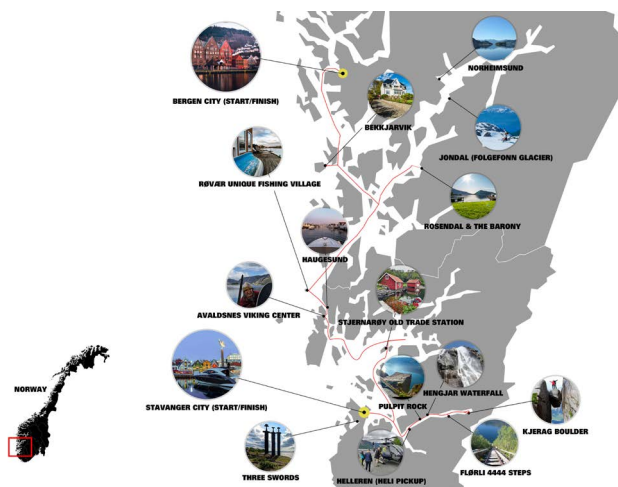 NORHEIMSUND
BERGEN CITY (START/FINISH)
BEKKJARVIK
JONDAL (FOLGEFONN GLACIER)
RØVÆR UNIQUE FISHING VILLAGE
ROSENDAL & THE BARONY
HAUGESUND
AVALDSNES VIKING CENTER
STJERNARØY OLD TRADE STATION
NORWAY
HENGJAR WATERFALL
PULPIT ROCK
STAVANGER CITY (START/FINISH)
KJERAG BOULDER
FLØRLI 4444 STEPS
THREE SWORDS
HELLEREN (HELI PICKUP)